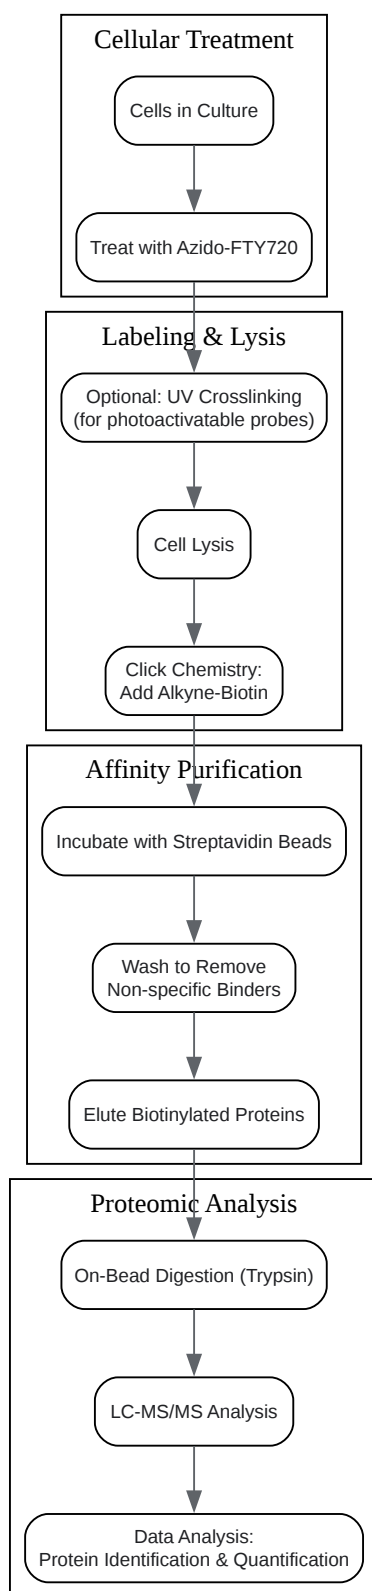 Cellular Treatment
Cells in Culture
Treat with Azido-FTY720
Labeling & Lysis
Optional: UV Crosslinking
(for photoactivatable probes)
Cell Lysis
Click Chemistry:
Add Alkyne-Biotin
Affinity Purification
Incubate with Streptavidin Beads
Wash to Remove
Non-specific Binders
Elute Biotinylated Proteins
Proteomic Analysis
On-Bead Digestion (Trypsin)
LC-MS/MS Analysis
Data Analysis:
Protein Identification & Quantification